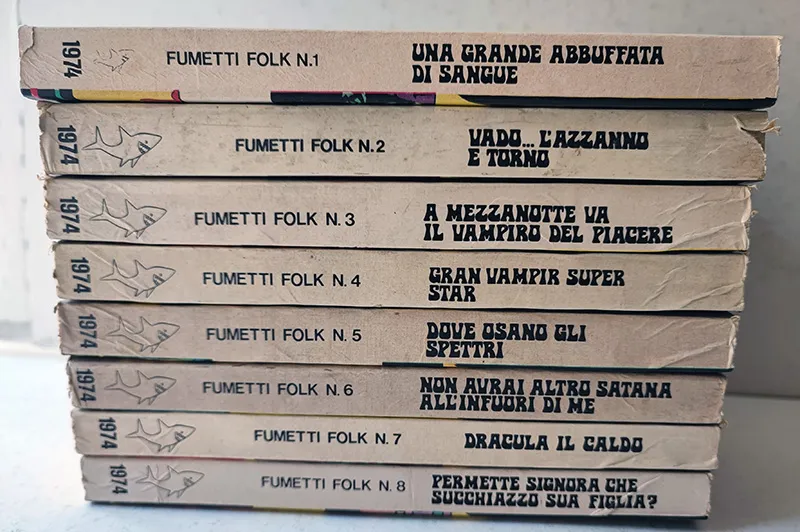 1974
FUMETTI FOLK N.1
UNA GRANDE ABBUFFATA
DI SANGUE
1974
FUMETTI FOLK N.2
VADO... L'AZZANNO
E TORNO
1974
FUMETTI FOLK N. 3
A MEZZANOTTE VA
IL VAMPIRO DEL PIACERE
1974
FUMETTI FOLK N. 4
GRAN VAMPIR SUPER
STAR
1974
FUMETTI FOLK N. 5
DOVE OSANO GLI
SPETTRI
1974
FUMETTI FOLK N. 6
NON AVRAI ALTRO SATANA
ALL'INFUORI DI ME
1974
FUMETTI FOLK N. 7
DRACULA IL CALDO
1974
FUMETTI FOLK N. 8
PERMETTE SIGNORA CHE
SUCCHIAZZO SUA FIGLIA?